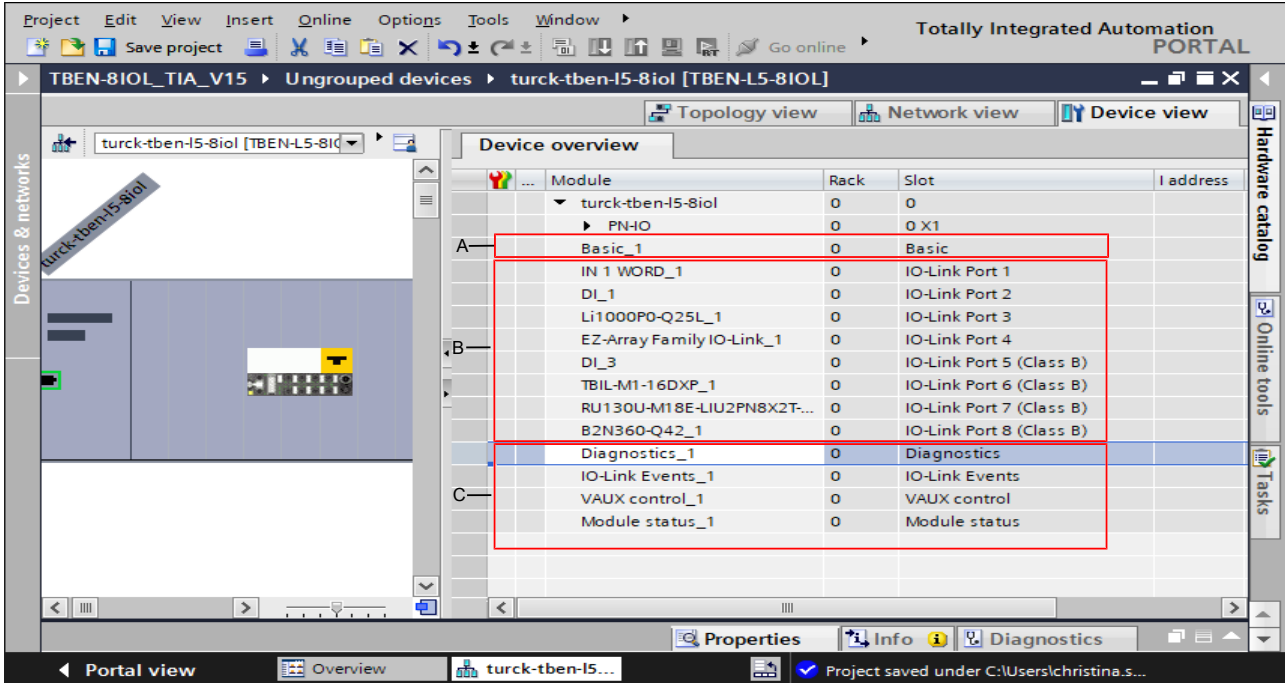 Project Edit View Insert Online Options Tools Window
Totally Integrated Automation
PORTAL
Save project Go online
TBEN-8IOL_TIA_V15 Ungrouped devices turck-tben-l5-8iol [TBEN-L5-8IOL]
Topology view Network view Device view
turck-tben-l5-8iol [TBEN-L5-8IO
Device overview
... Module Rack Slot I address
turck-tben-l5-8iol 0 0
PN-IO 0 0 X1
A Basic_1 0 Basic
IN 1 WORD_1 0 IO-Link Port 1
DI_1 0 IO-Link Port 2
Li1000P0-Q25L_1 0 IO-Link Port 3
EZ-Array Family IO-Link_1 0 IO-Link Port 4
B
DI_3 0 IO-Link Port 5 (Class B)
TBIL-M1-16DXP_1 0 IO-Link Port 6 (Class B)
RU130U-M18E-LIU2PN8X2T-... 0 IO-Link Port 7 (Class B)
B2N360-Q42_1 0 IO-Link Port 8 (Class B)
Diagnostics_1 0 Diagnostics
IO-Link Events_1 0 IO-Link Events
C VAUX control_1 0 VAUX control
Module status_1 0 Module status
turck-tben-l5-8iol
Devices & networks
Hardware catalog
Online tools
Tasks
Properties Info Diagnostics
Portal view Overview turck-tben-l5... Project saved under C:\Users\christina.s...